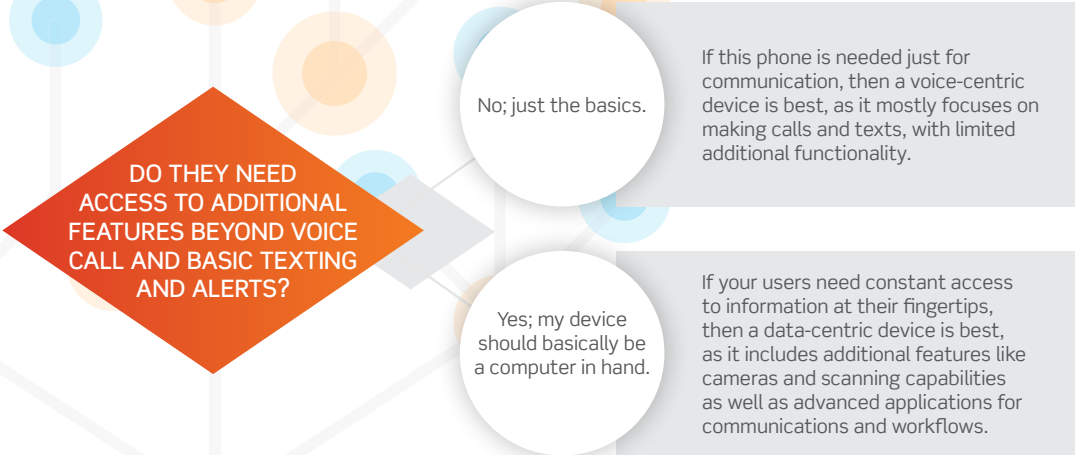 DO THEY NEED
ACCESS TO ADDITIONAL
FEATURES BEYOND VOICE
CALL AND BASIC TEXTING
AND ALERTS?
No; just the basics.
If this phone is needed just for
communication, then a voice-centric
device is best, as it mostly focuses on
making calls and texts, with limited
additional functionality.
Yes; my device
should basically be
a computer in hand.
If your users need constant access
to information at their fingertips,
then a data-centric device is best,
as it includes additional features like
cameras and scanning capabilities
as well as advanced applications for
communications and workflows.